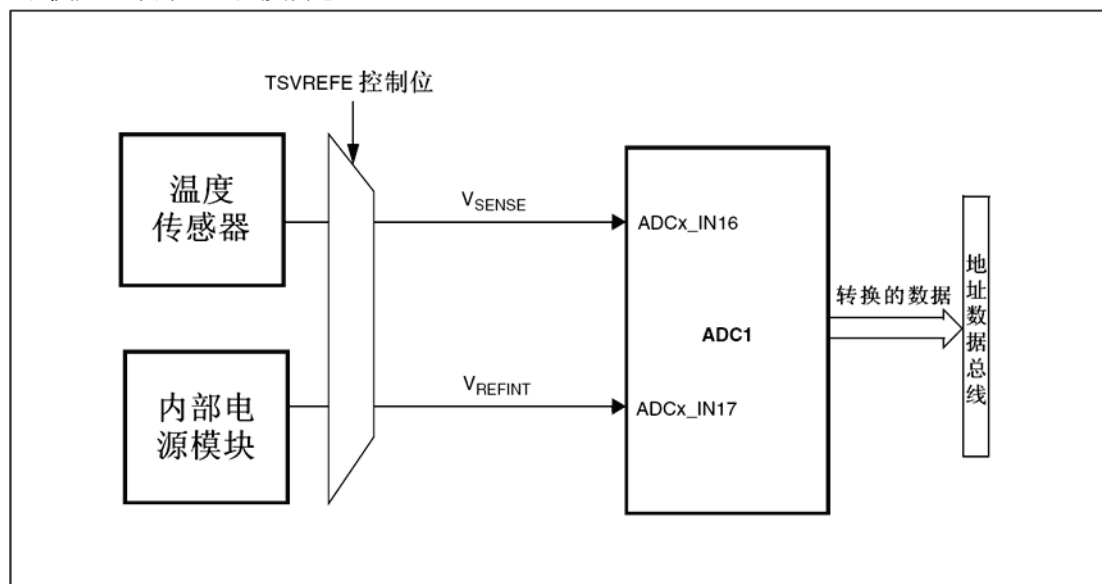 TSVREFE 控制位
温度
传感器
VSENSE
ADCx_IN16
转换的数据
地址数据总线
ADC1
内部电
源模块
VREFINT
ADCx_IN17